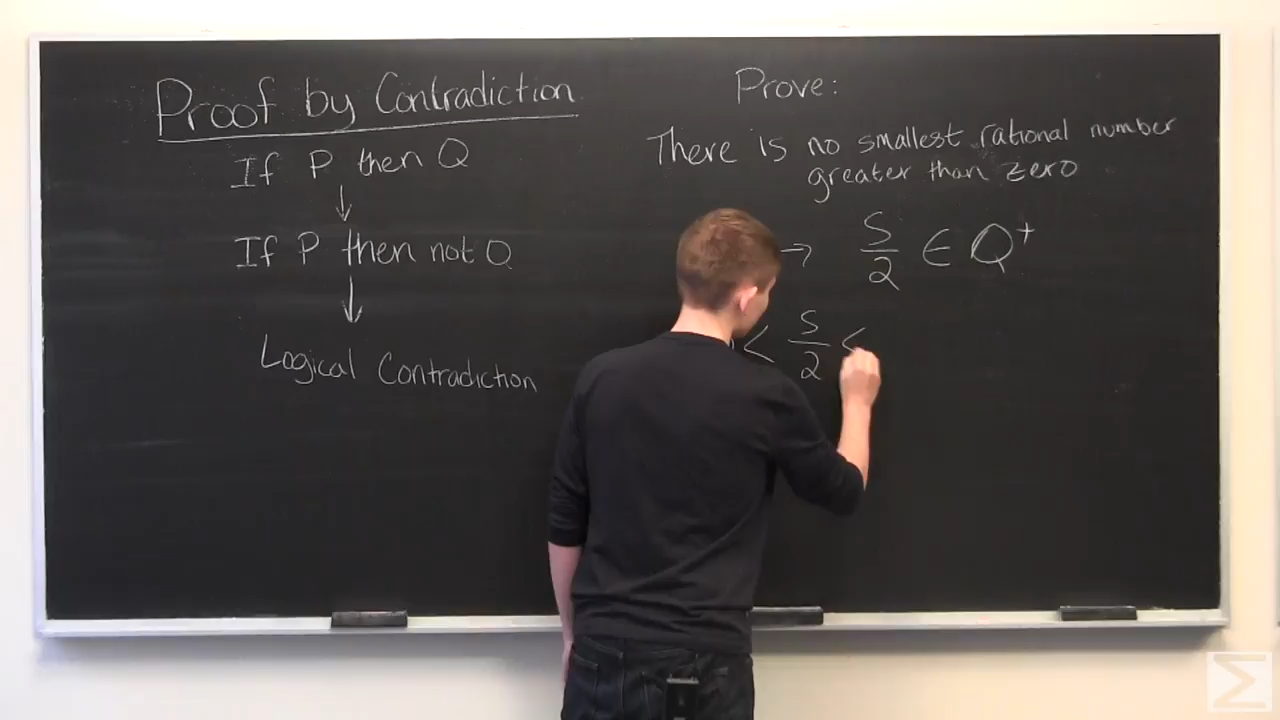 Proof by Contradiction
If P then Q
↓
If P then not Q
↓
Logical Contradiction
Prove:
There is no smallest rational number
greater than zero
→ S/2 ∈ Q⁺
< S/2 <
Σ